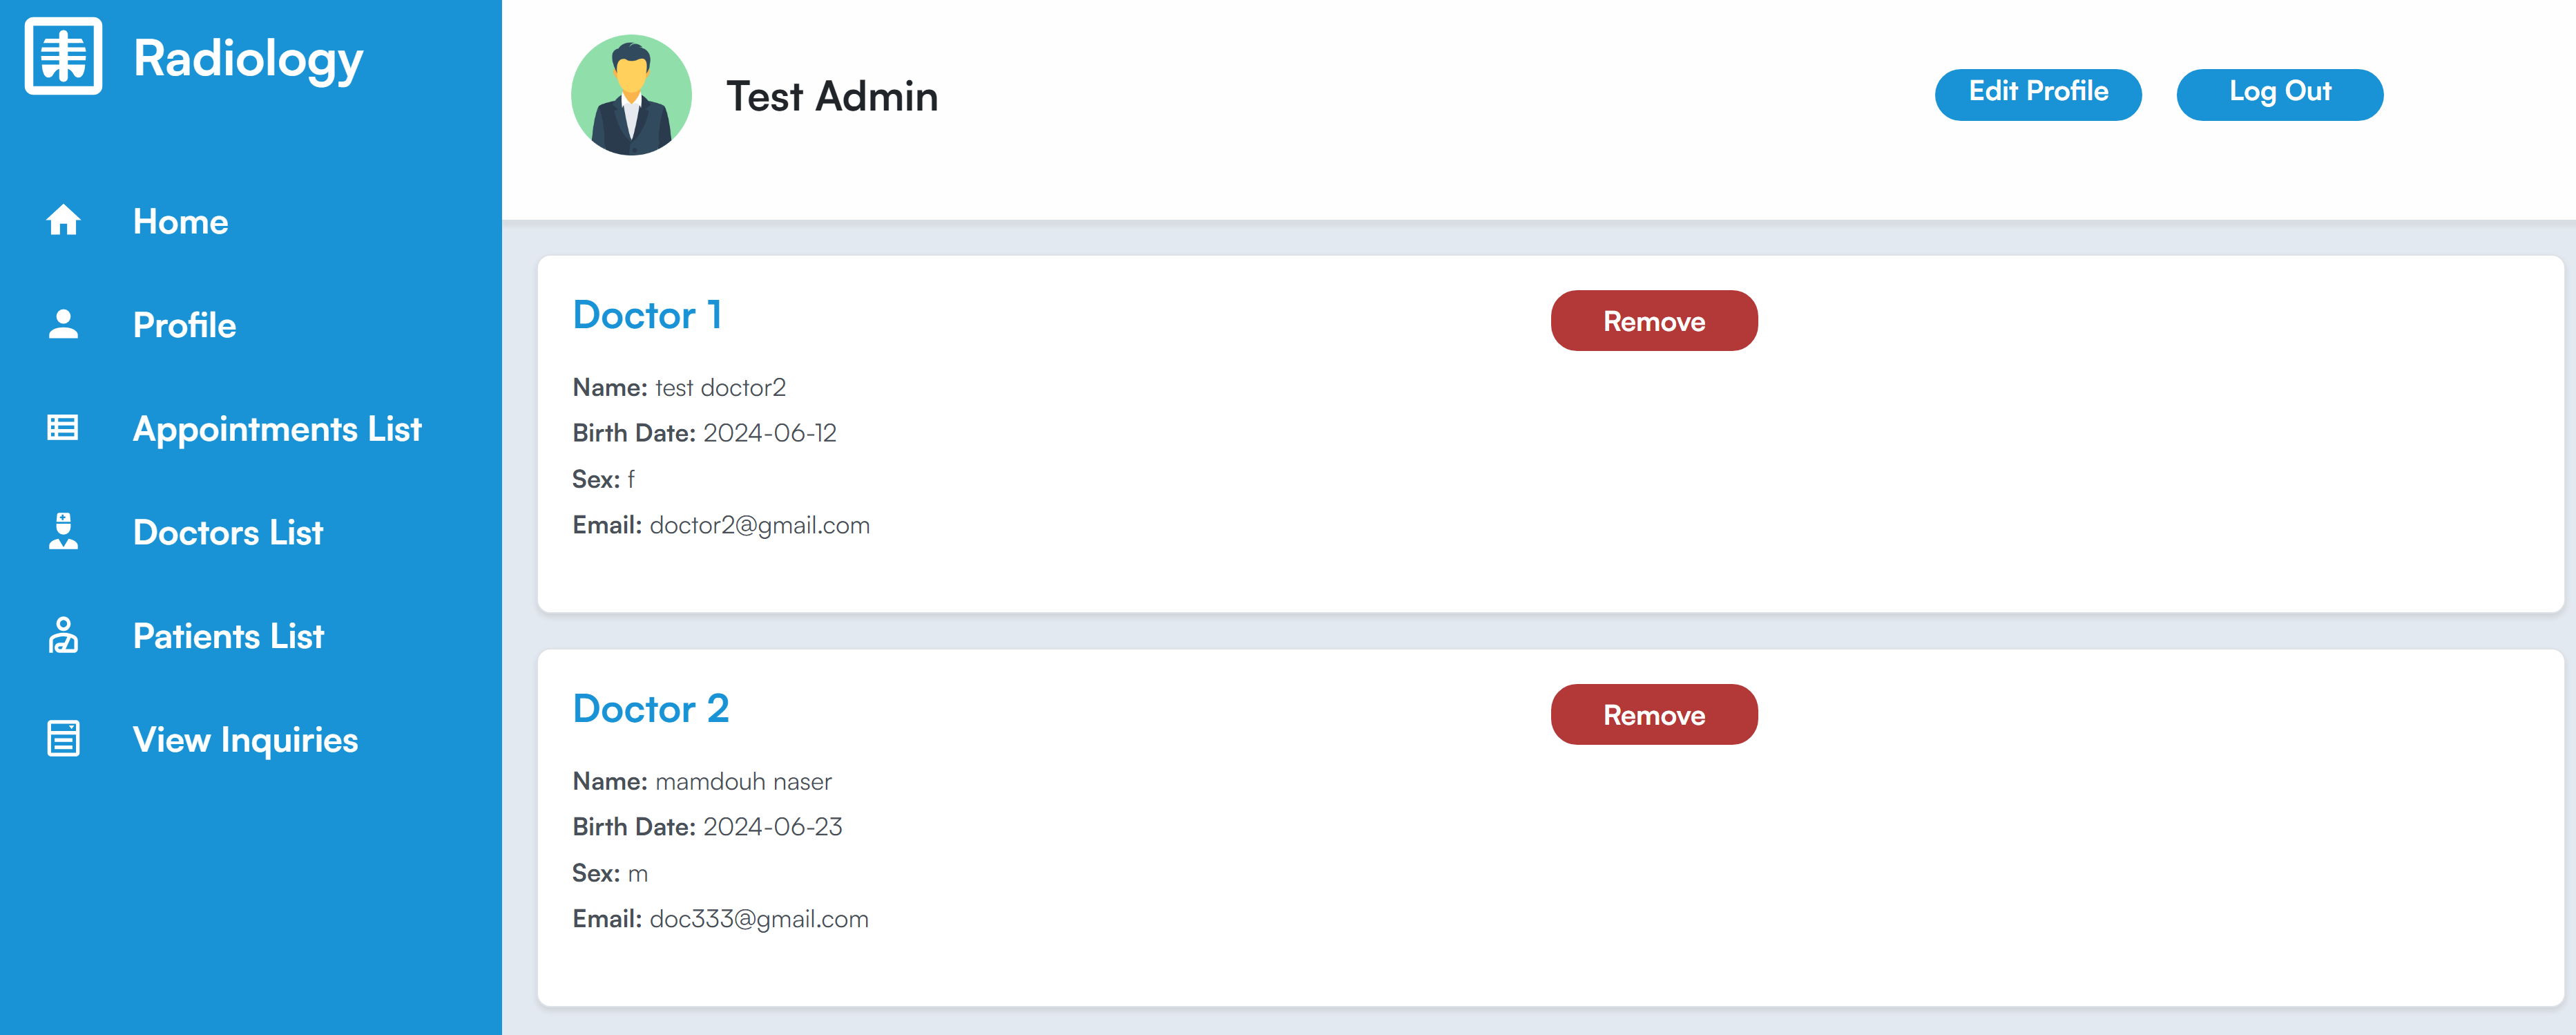 Radiology
Home
Profile
Appointments List
Doctors List
Patients List
View Inquiries
Test Admin
Edit Profile
Log Out
Doctor 1
Remove
Name: test doctor2
Birth Date: 2024-06-12
Sex: f
Email: doctor2@gmail.com
Doctor 2
Remove
Name: mamdouh naser
Birth Date: 2024-06-23
Sex: m
Email: doc333@gmail.com